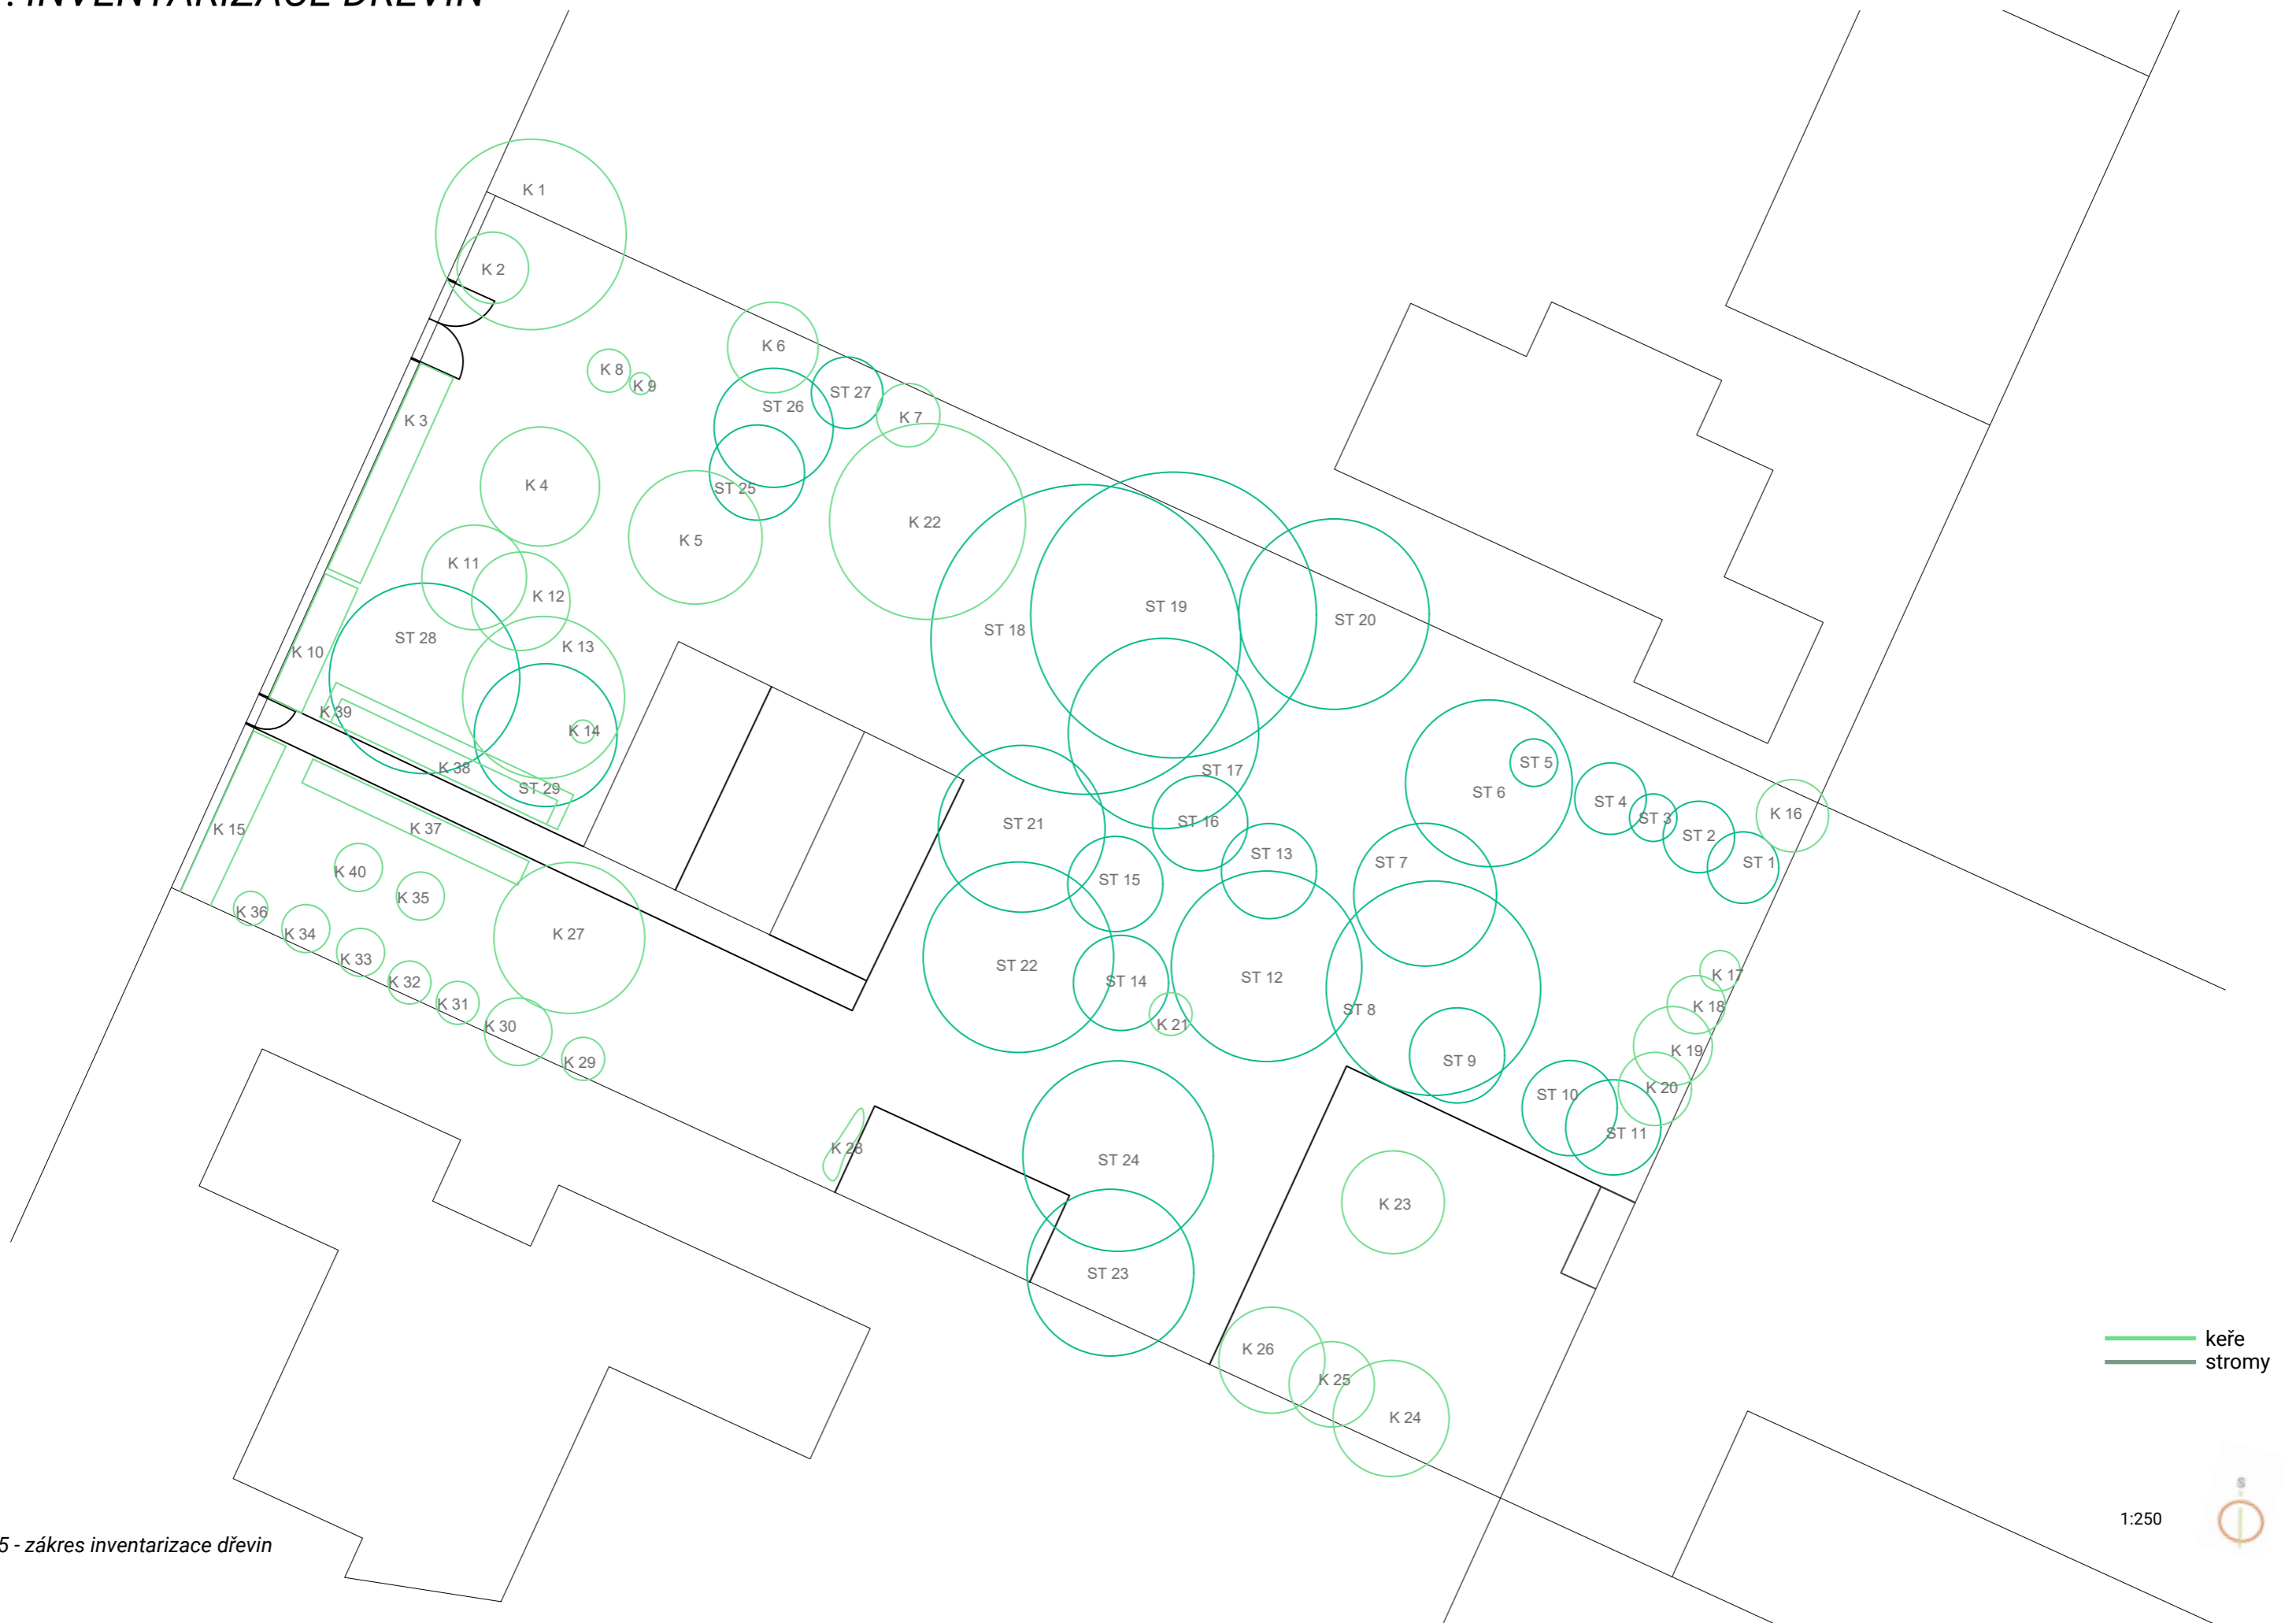 . INVENTARIZACE DŘEVIN
K 1
K 2
K 6
K 8
K 9
ST 27
ST 26
K 7
K 3
K 4
ST 25
K 22
K 5
K 11
K 12
ST 19
ST 20
ST 18
ST 28
K 13
K 10
K 39
K 14
K 38
ST 29
ST 17
ST 5
ST 6
ST 4
ST 3
K 16
ST 2
ST 1
K 15
K 37
ST 21
ST 16
ST 13
ST 7
K 40
K 35
ST 15
K 36
K 34
K 27
K 33
K 32
K 31
K 30
K 29
ST 22
ST 14
K 21
ST 12
ST 8
K 17
K 18
K 19
ST 9
K 20
ST 10
ST 11
K 28
ST 24
K 23
ST 23
K 26
K 25
K 24
keře
stromy
S
1:250
5 - zákres inventarizace dřevin